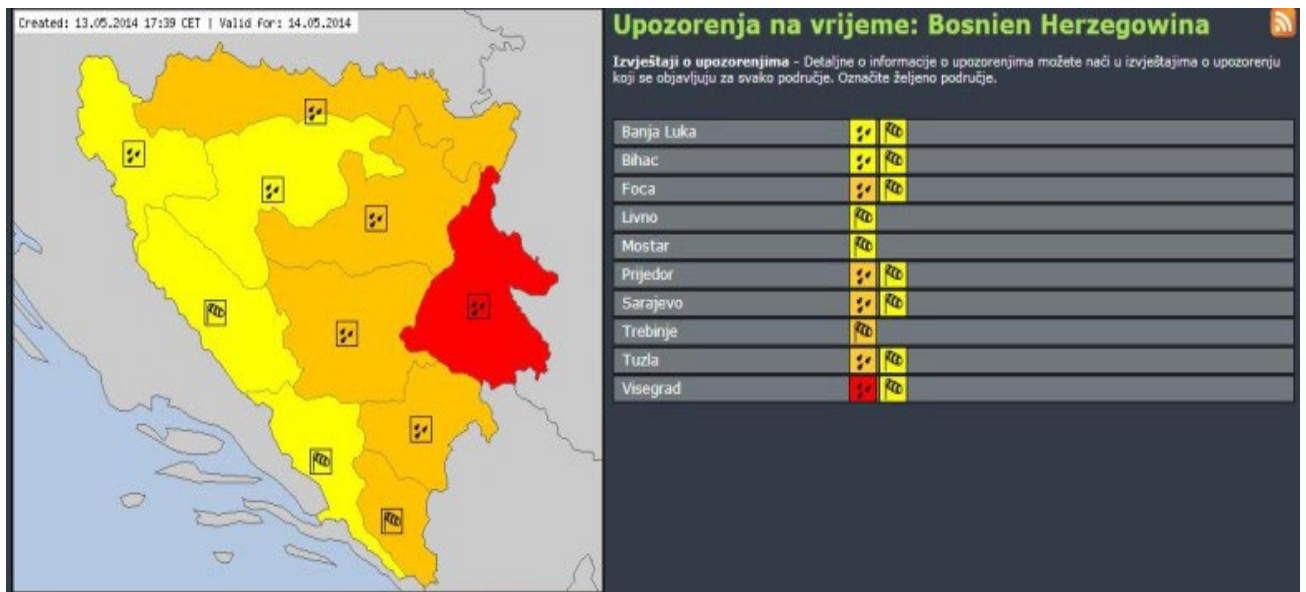 Created: 13.05.2014 17:39 CET | Valid for: 14.05.2014
Upozorenja na vrijeme: Bosnien Herzegowina
Izvještaji o upozorenjima - Detaljne o informacije o upozorenjima možete naći u izvještajima o upozorenju
koji se objavljuju za svako područje. Označite željeno područje.
Banja Luka
Bihac
Foca
Livno
Mostar
Prijedor
Sarajevo
Trebinje
Tuzla
Visegrad